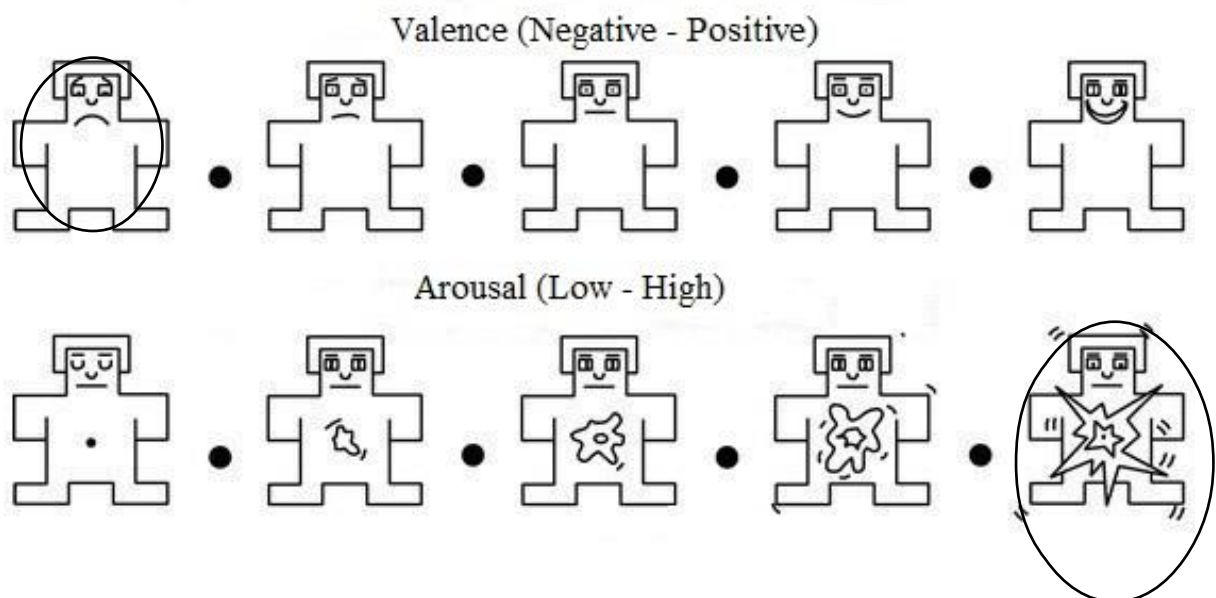 Valence (Negative - Positive)
Arousal (Low - High)